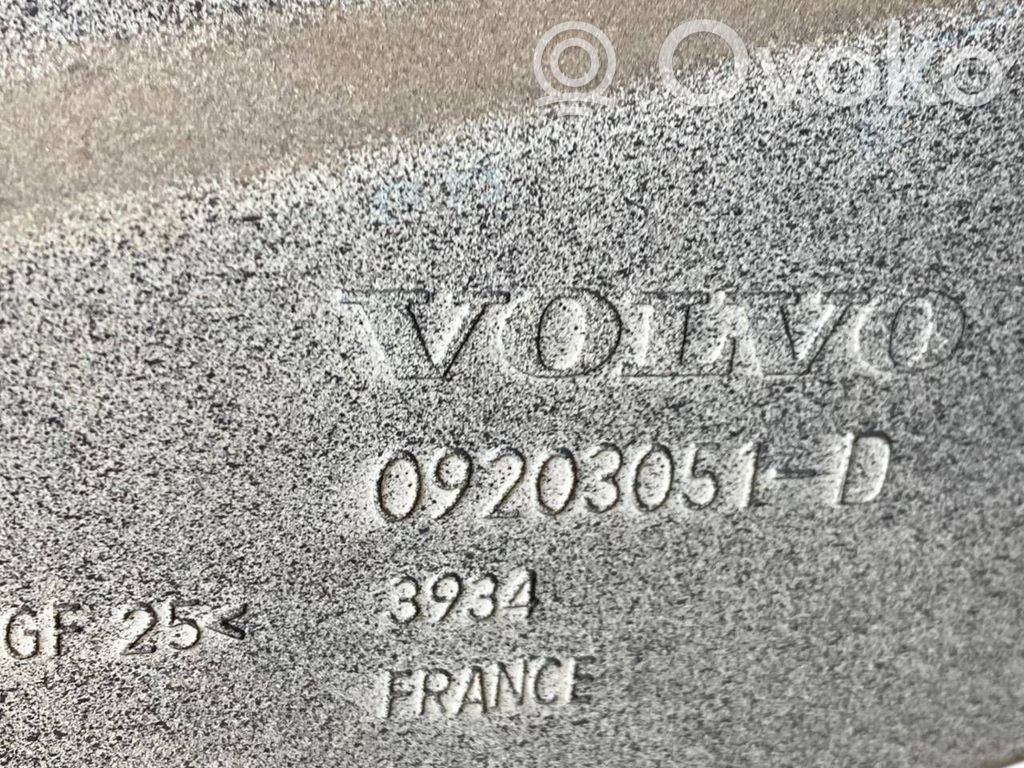 Ovoko
VOLVO
09203051-D
3934
GF 25<
FRANCE